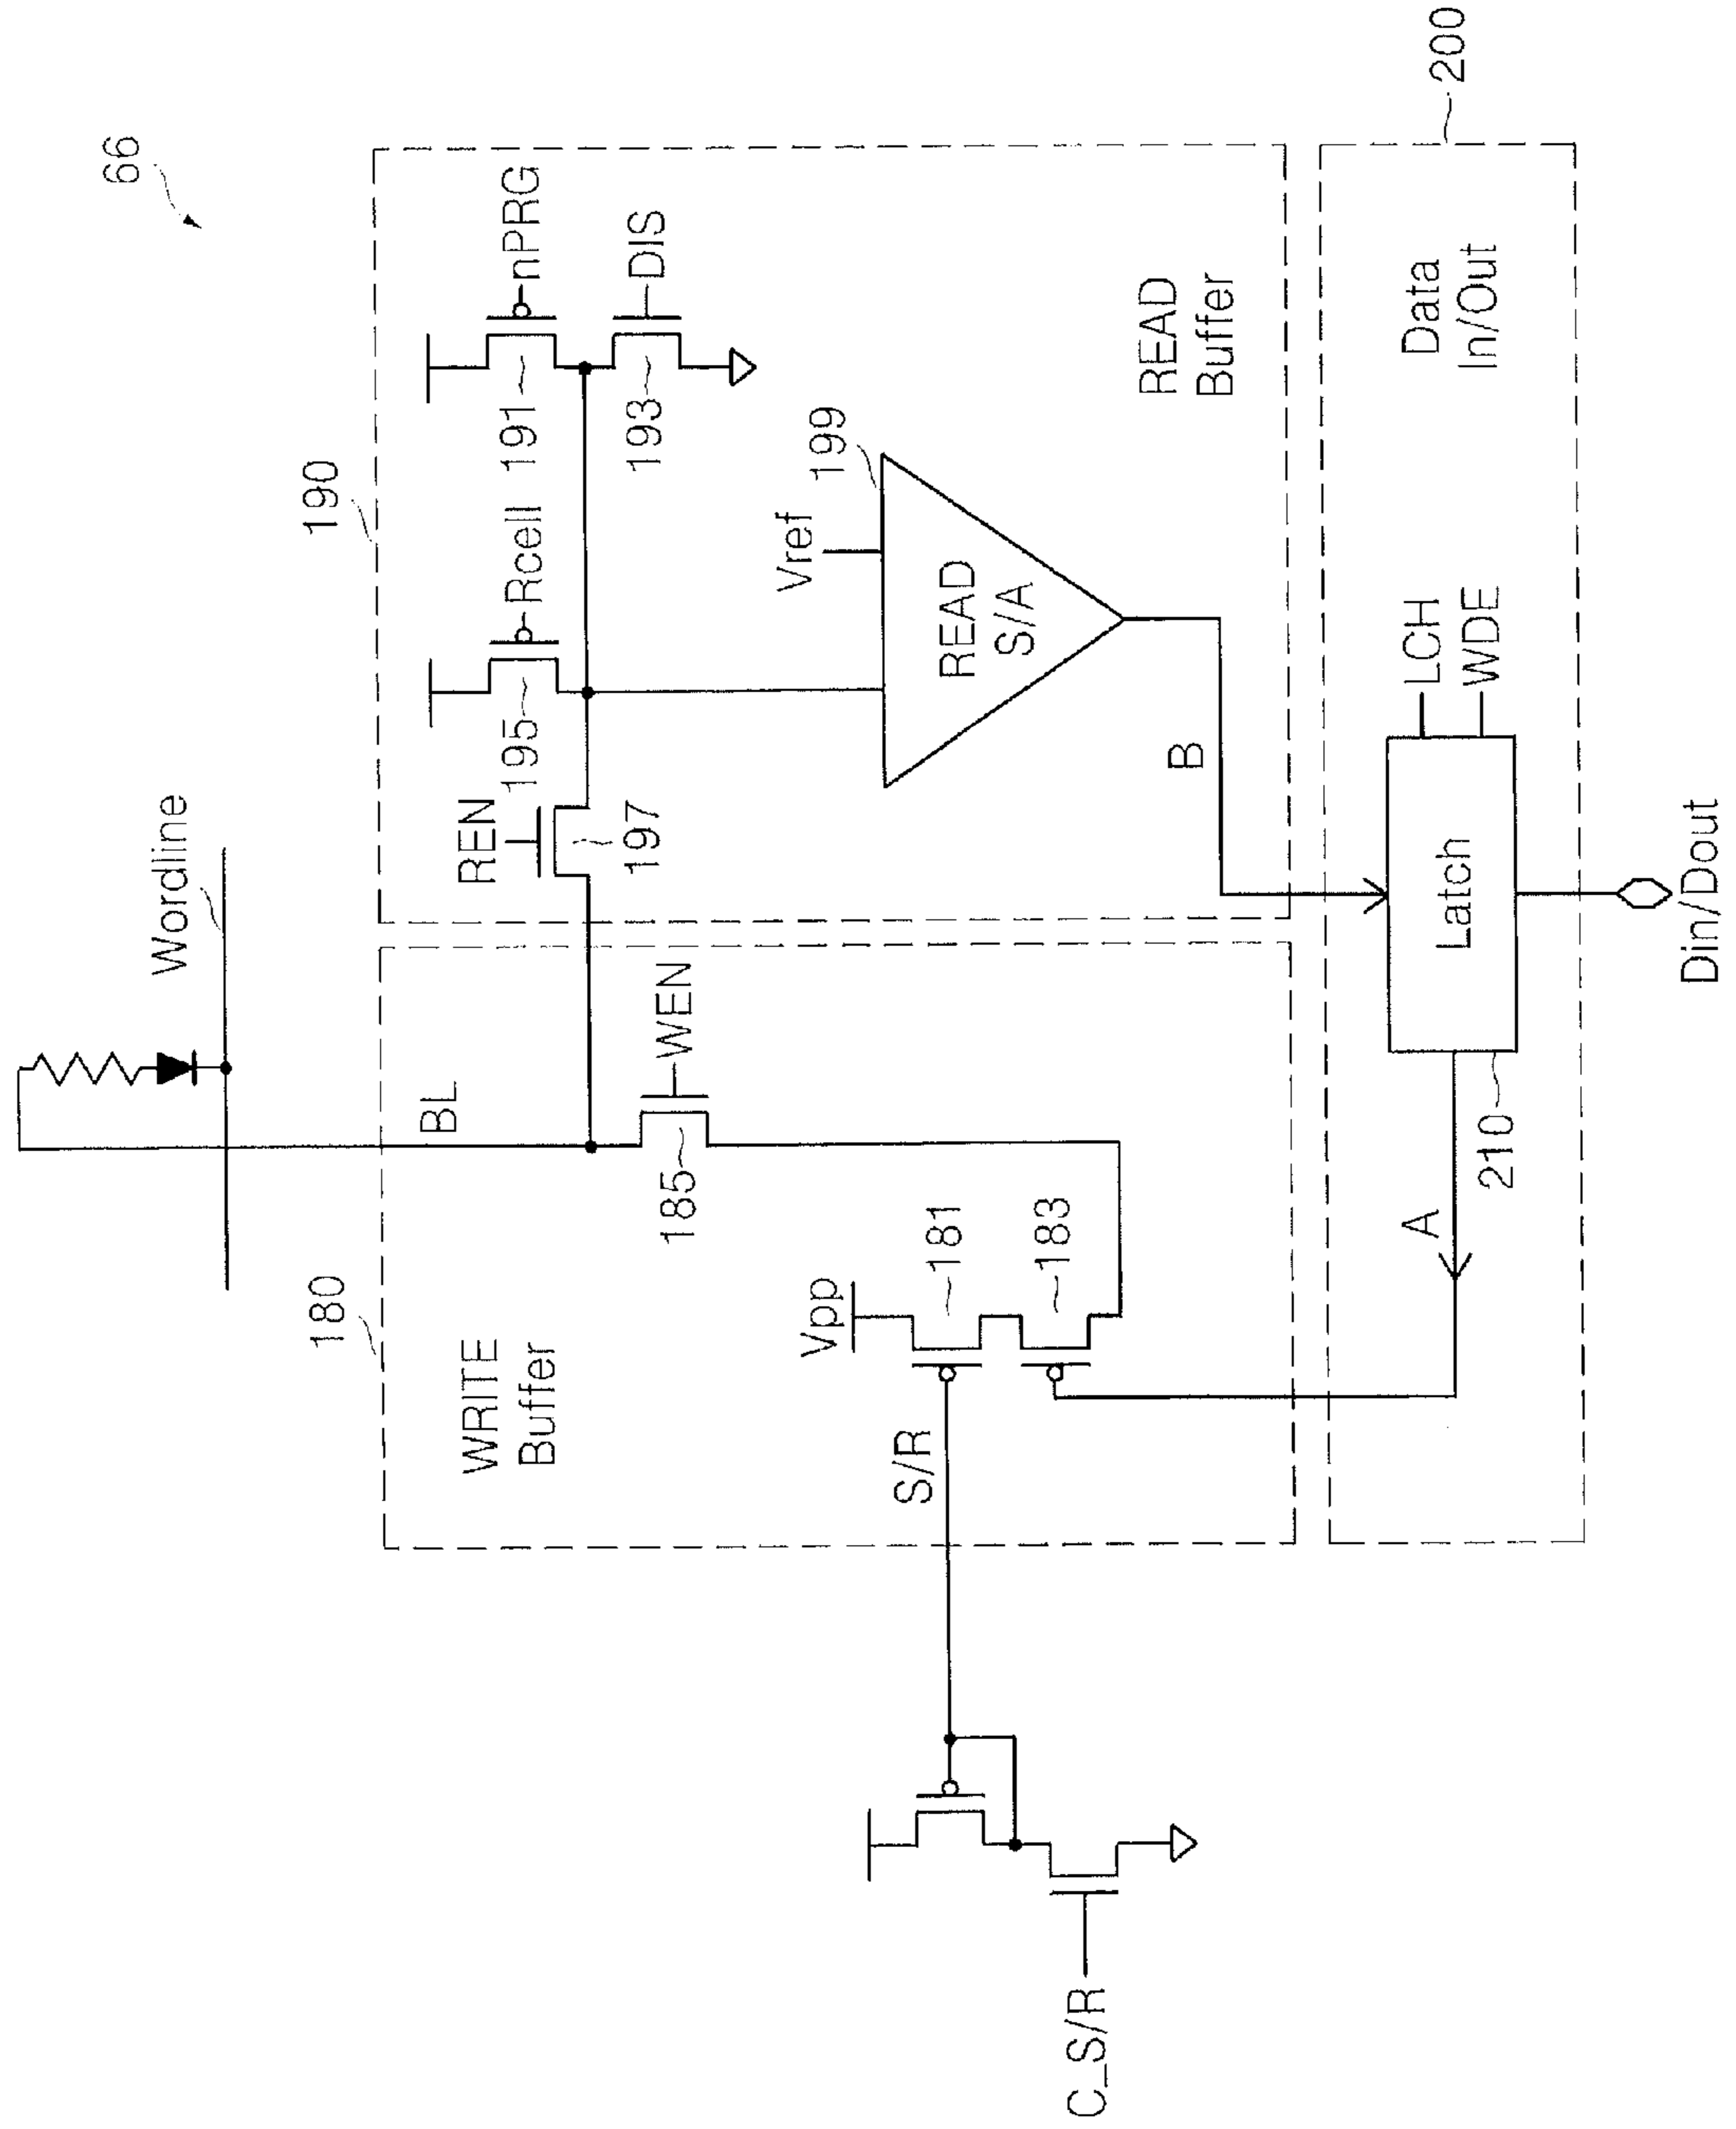 66
Wordline
180
190
BL
WRITE
Buffer
WEN
185
REN
197
195
Rcell
191
nPRG
193
DIS
Vref
199
READ
S/A
READ
Buffer
Vpp
181
183
S/R
C_S/R
B
A
Latch
210
LCH
WDE
Data
In/Out
200
Din/Dout